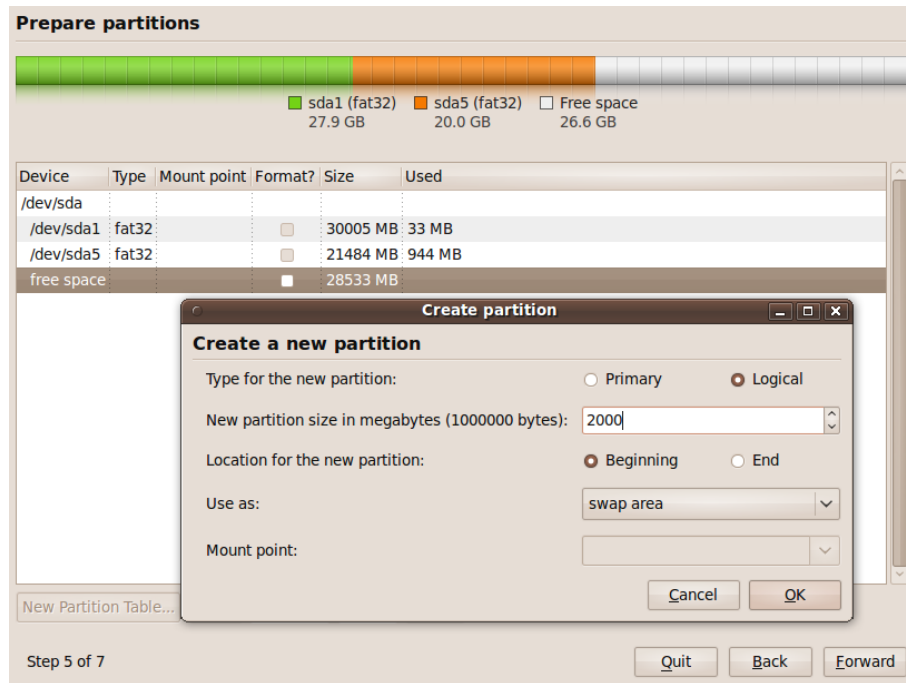 Prepare partitions
sda1 (fat32) sda5 (fat32) Free space
27.9 GB 20.0 GB 26.6 GB
Device Type Mount point Format? Size Used
/dev/sda
/dev/sda1 fat32 30005 MB 33 MB
/dev/sda5 fat32 21484 MB 944 MB
free space 28533 MB
Create partition
Create a new partition
Type for the new partition: Primary Logical
New partition size in megabytes (1000000 bytes): 2000
Location for the new partition: Beginning End
Use as: swap area
Mount point:
Cancel OK
New Partition Table...
Step 5 of 7 Quit Back Forward